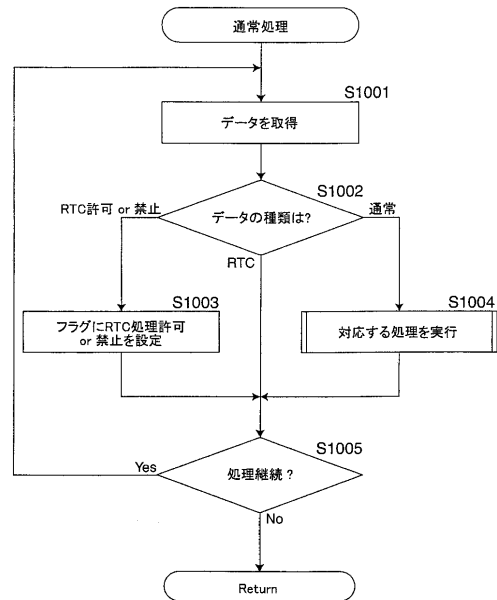 通常処理
S1001
データを取得
S1002
データの種類は?
RTC許可 or 禁止
通常
RTC
S1003
フラグにRTC処理許可
or 禁止を設定
S1004
対応する処理を実行
S1005
処理継続?
Yes
No
Return